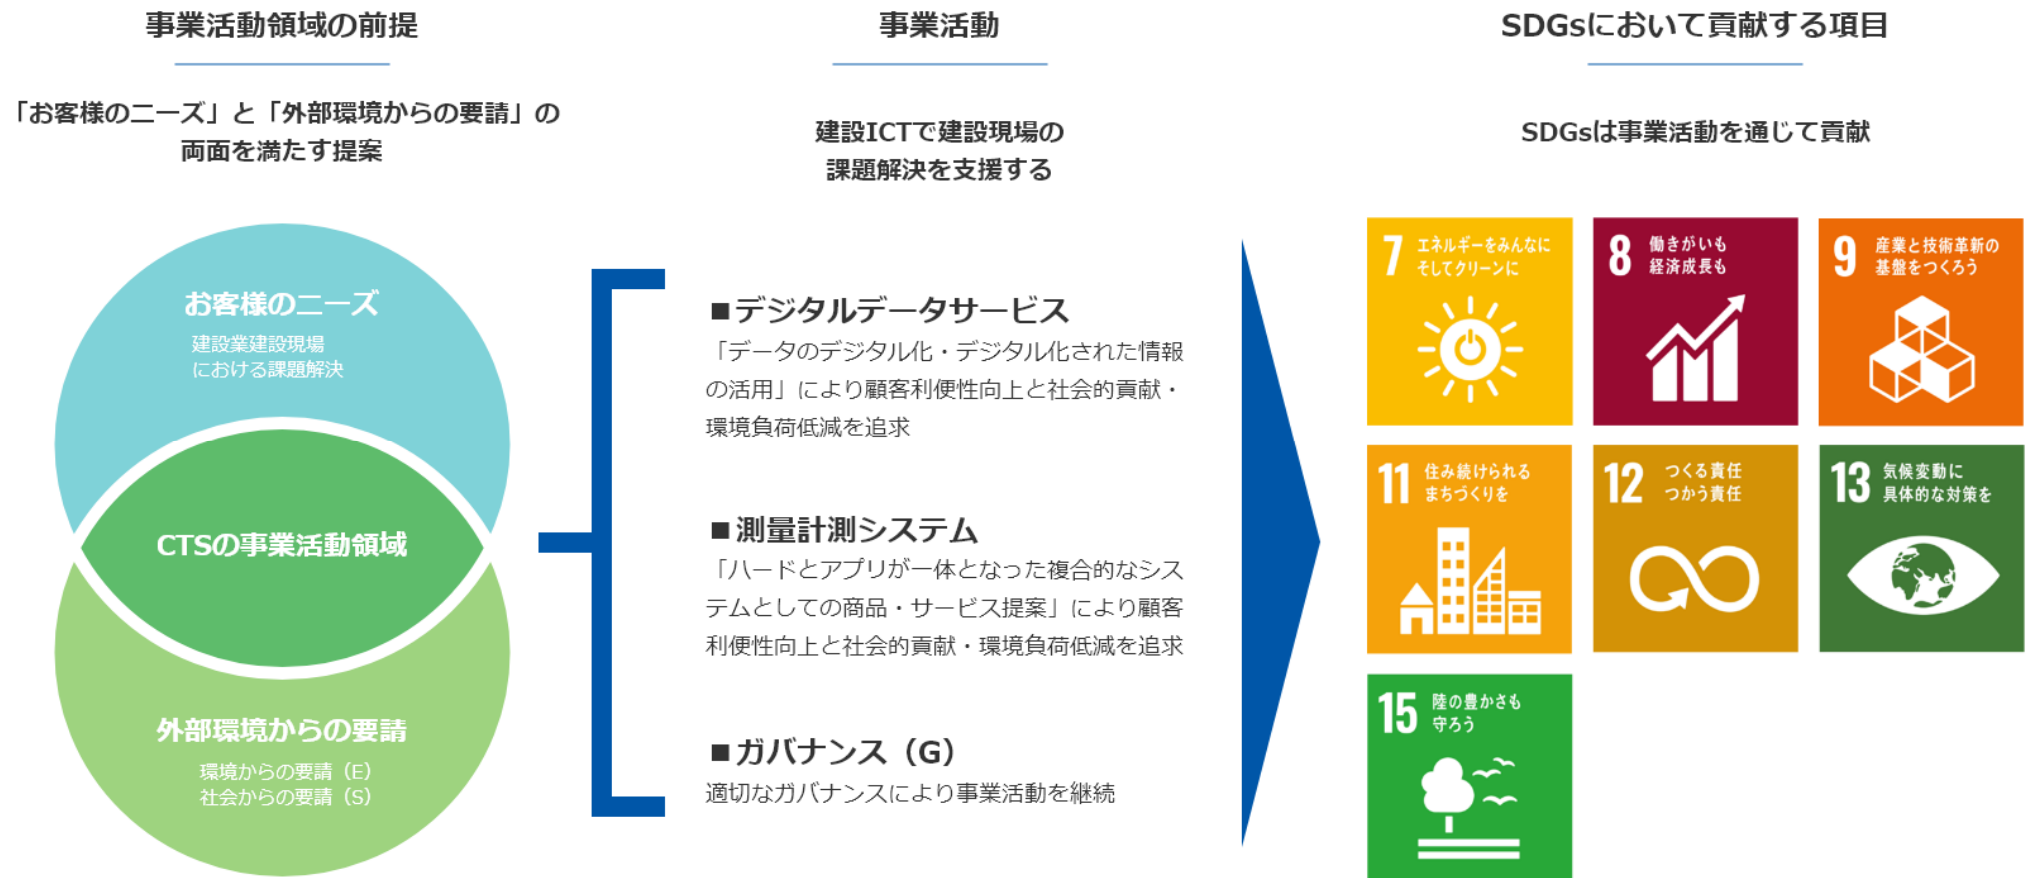 事業活動領域の前提
「お客様のニーズ」と「外部環境からの要請」の
両面を満たす提案
お客様のニーズ
建設業建設現場
における課題解決
CTSの事業活動領域
外部環境からの要請
環境からの要請（E）
社会からの要請（S）
事業活動
建設ICTで建設現場の
課題解決を支援する
■デジタルデータサービス
「データのデジタル化・デジタル化された情報
の活用」により顧客利便性向上と社会的貢献・
環境負荷低減を追求
■測量計測システム
「ハードとアプリが一体となった複合的なシス
テムとしての商品・サービス提案」により顧客
利便性向上と社会的貢献・環境負荷低減を追求
■ガバナンス（G）
適切なガバナンスにより事業活動を継続
SDGsにおいて貢献する項目
SDGsは事業活動を通じて貢献
7 エネルギーをみんなに
そしてクリーンに
8 働きがいも
経済成長も
9 産業と技術革新の
基盤をつくろう
11 住み続けられる
まちづくりを
12 つくる責任
つかう責任
13 気候変動に
具体的な対策を
15 陸の豊かさも
守ろう